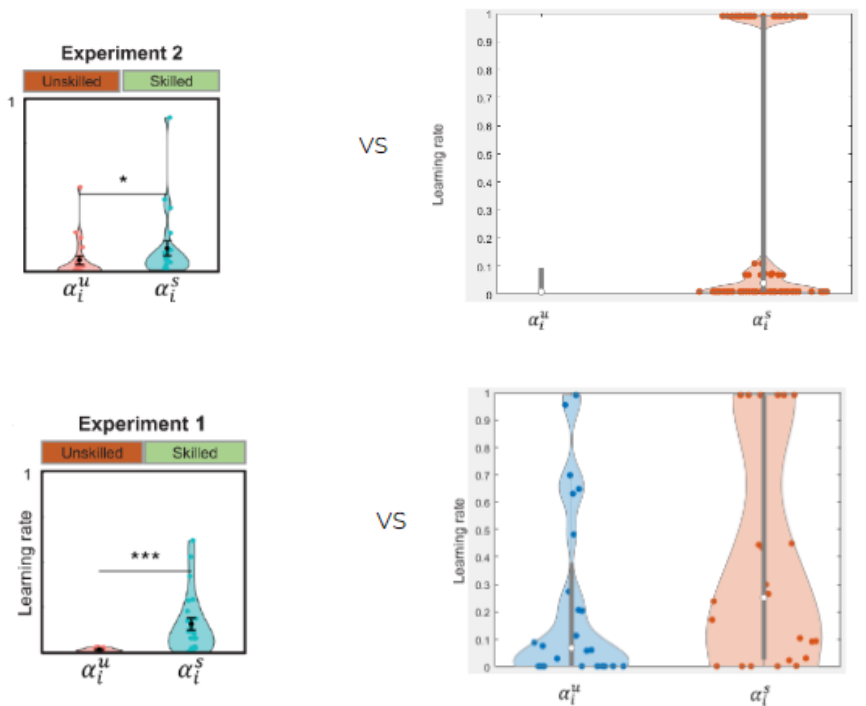 Experiment 2
Unskilled Skilled
1
*
α_i^u α_i^s
VS
Learning rate
1
0.9
0.8
0.7
0.6
0.5
0.4
0.3
0.2
0.1
0
α_i^u α_i^s
Experiment 1
Unskilled Skilled
1
Learning rate
***
α_i^u α_i^s
VS
Learning rate
1
0.9
0.8
0.7
0.6
0.5
0.4
0.3
0.2
0.1
0
α_i^u α_i^s